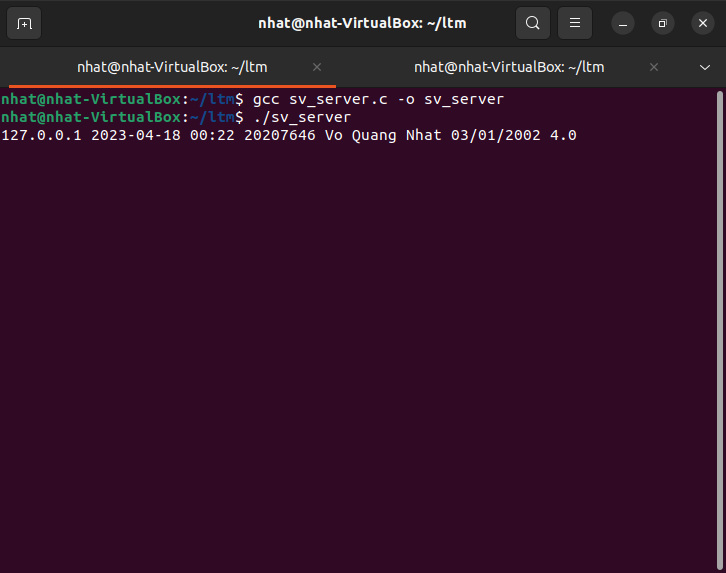 nhat@nhat-VirtualBox: ~/ltm
nhat@nhat-VirtualBox: ~/ltm
nhat@nhat-VirtualBox: ~/ltm
nhat@nhat-VirtualBox:~/ltm$ gcc sv_server.c -o sv_server
nhat@nhat-VirtualBox:~/ltm$ ./sv_server
127.0.0.1 2023-04-18 00:22 20207646 Vo Quang Nhat 03/01/2002 4.0